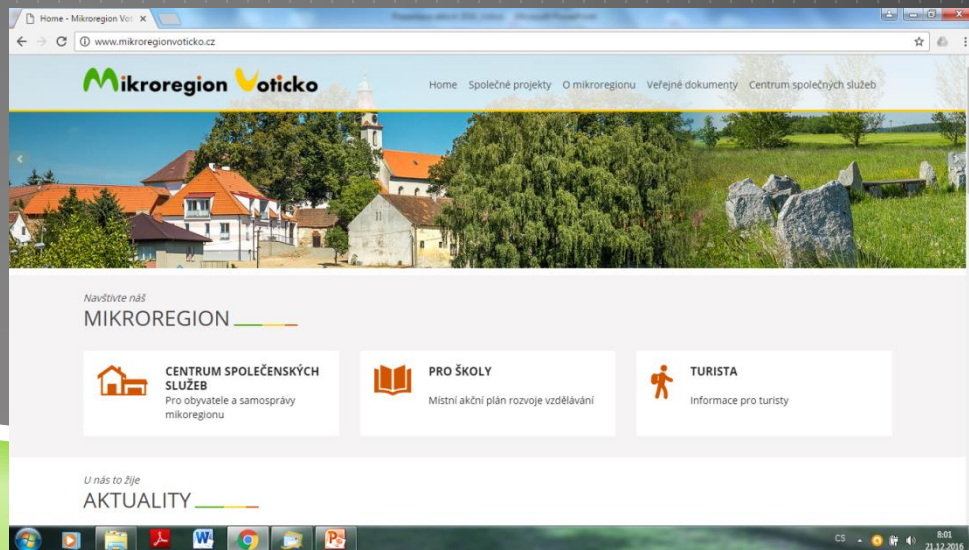 Home - Mikroregion Vot
www.mikroregionvoticko.cz
Mikroregion Voticko
Home Společné projekty O mikroregionu Veřejné dokumenty Centrum společných služeb
Navštivte náš
MIKROREGION
CENTRUM SPOLEČENSKÝCH
SLUŽEB
Pro obyvatele a samosprávy
mikoregionu
PRO ŠKOLY
Místní akční plán rozvoje vzdělávání
TURISTA
Informace pro turisty
U nás to žije
AKTUALITY
CS
8:01
21.12.2016